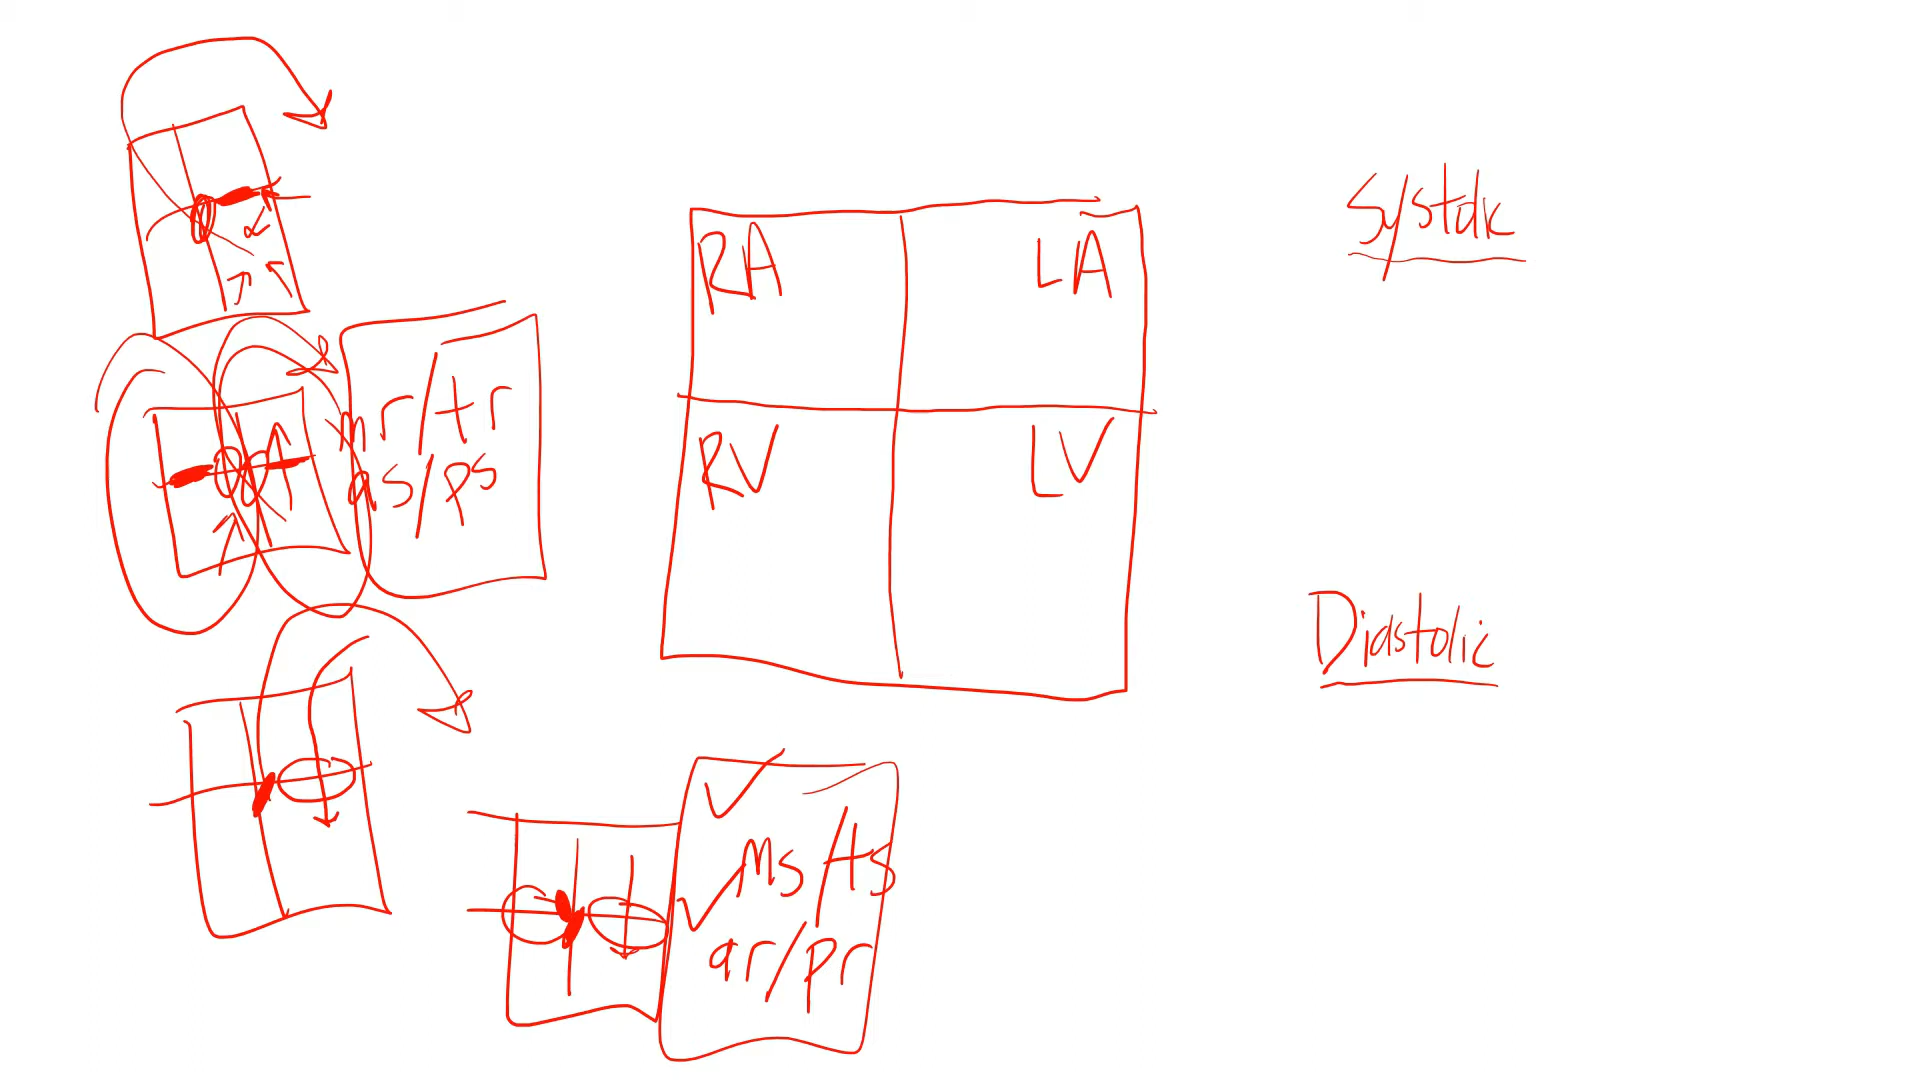 RA LA
Systolic
mr/tr
as/ps
RV LV
Diastolic
Ms/ts
ar/pr